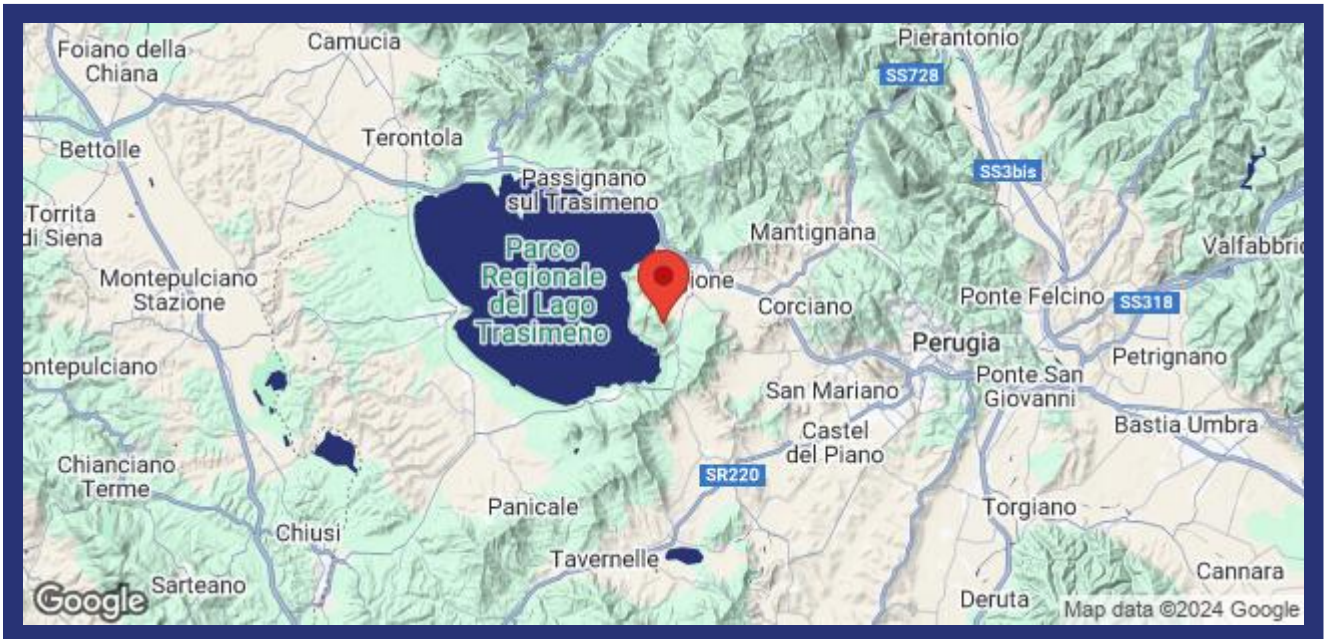 Foiano della
Chiana
Camucia
Pierantonio
SS728
Terontola
Bettolle
SS3bis
Passignano
sul Trasimeno
Torrita
di Siena
Mantignana
Valfabbric
Parco
Regionale
del Lago
Trasimeno
ione
Montepulciano
Stazione
Corciano
Ponte Felcino
SS318
Perugia
Petrignano
ontepulciano
Ponte San
Giovanni
San Mariano
Bastia Umbra
Castel
del Piano
Chianciano
Terme
SR220
Panicale
Torgiano
Chiusi
Tavernelle
Sarteano
Cannara
Deruta
Google
Map data ©2024 Google